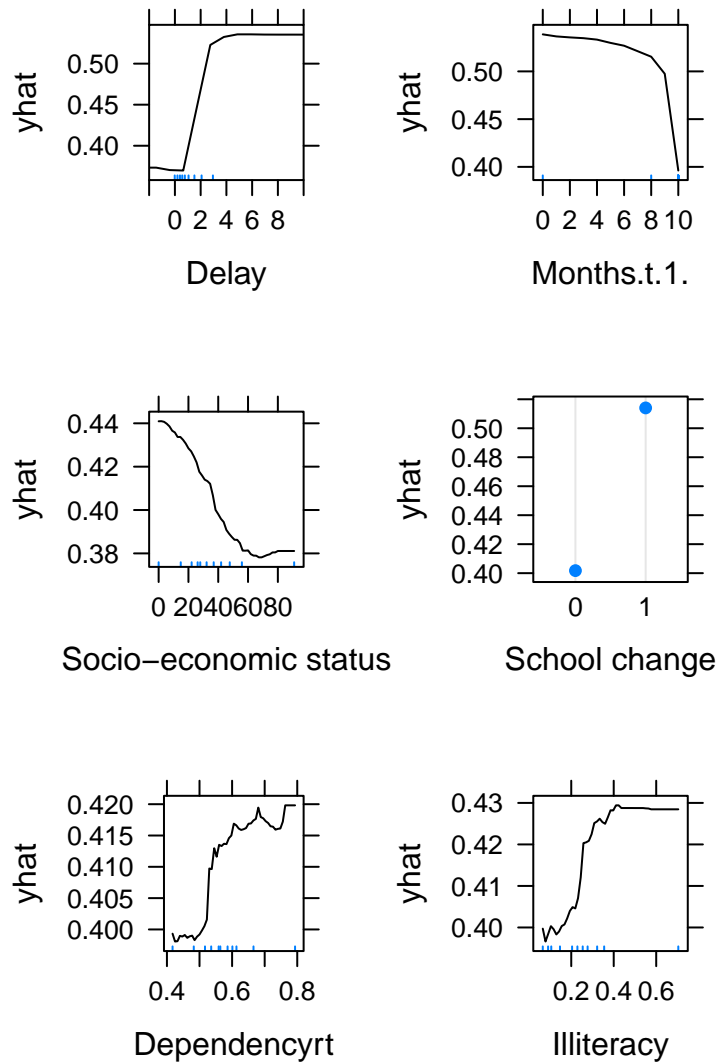 yhat
0.50
0.45
0.40
0 2 4 6 8
Delay
yhat
0.50
0.45
0.40
0 2 4 6 8 10
Months.t.1.
yhat
0.44
0.42
0.40
0.38
0 20406080
Socio−economic status
yhat
0.50
0.48
0.46
0.44
0.42
0.40
0 1
School change
yhat
0.420
0.415
0.410
0.405
0.400
0.4 0.6 0.8
Dependencyrt
yhat
0.43
0.42
0.41
0.40
0.2 0.4 0.6
Illiteracy